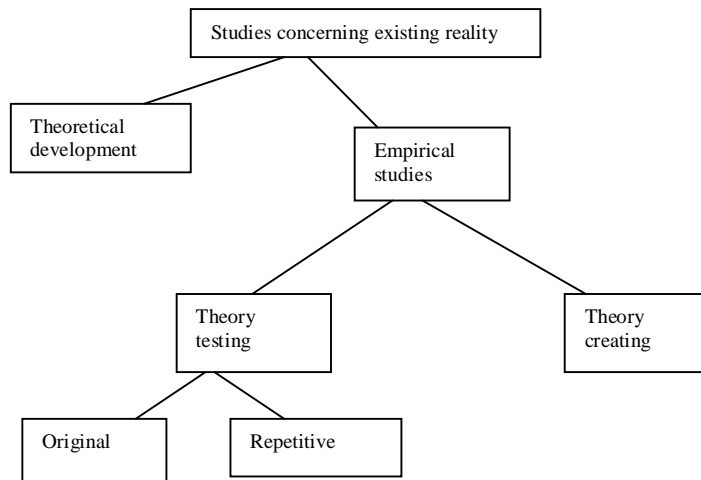 Studies concerning existing reality
Theoretical
development
Empirical
studies
Theory
testing
Theory
creating
Original
Repetitive